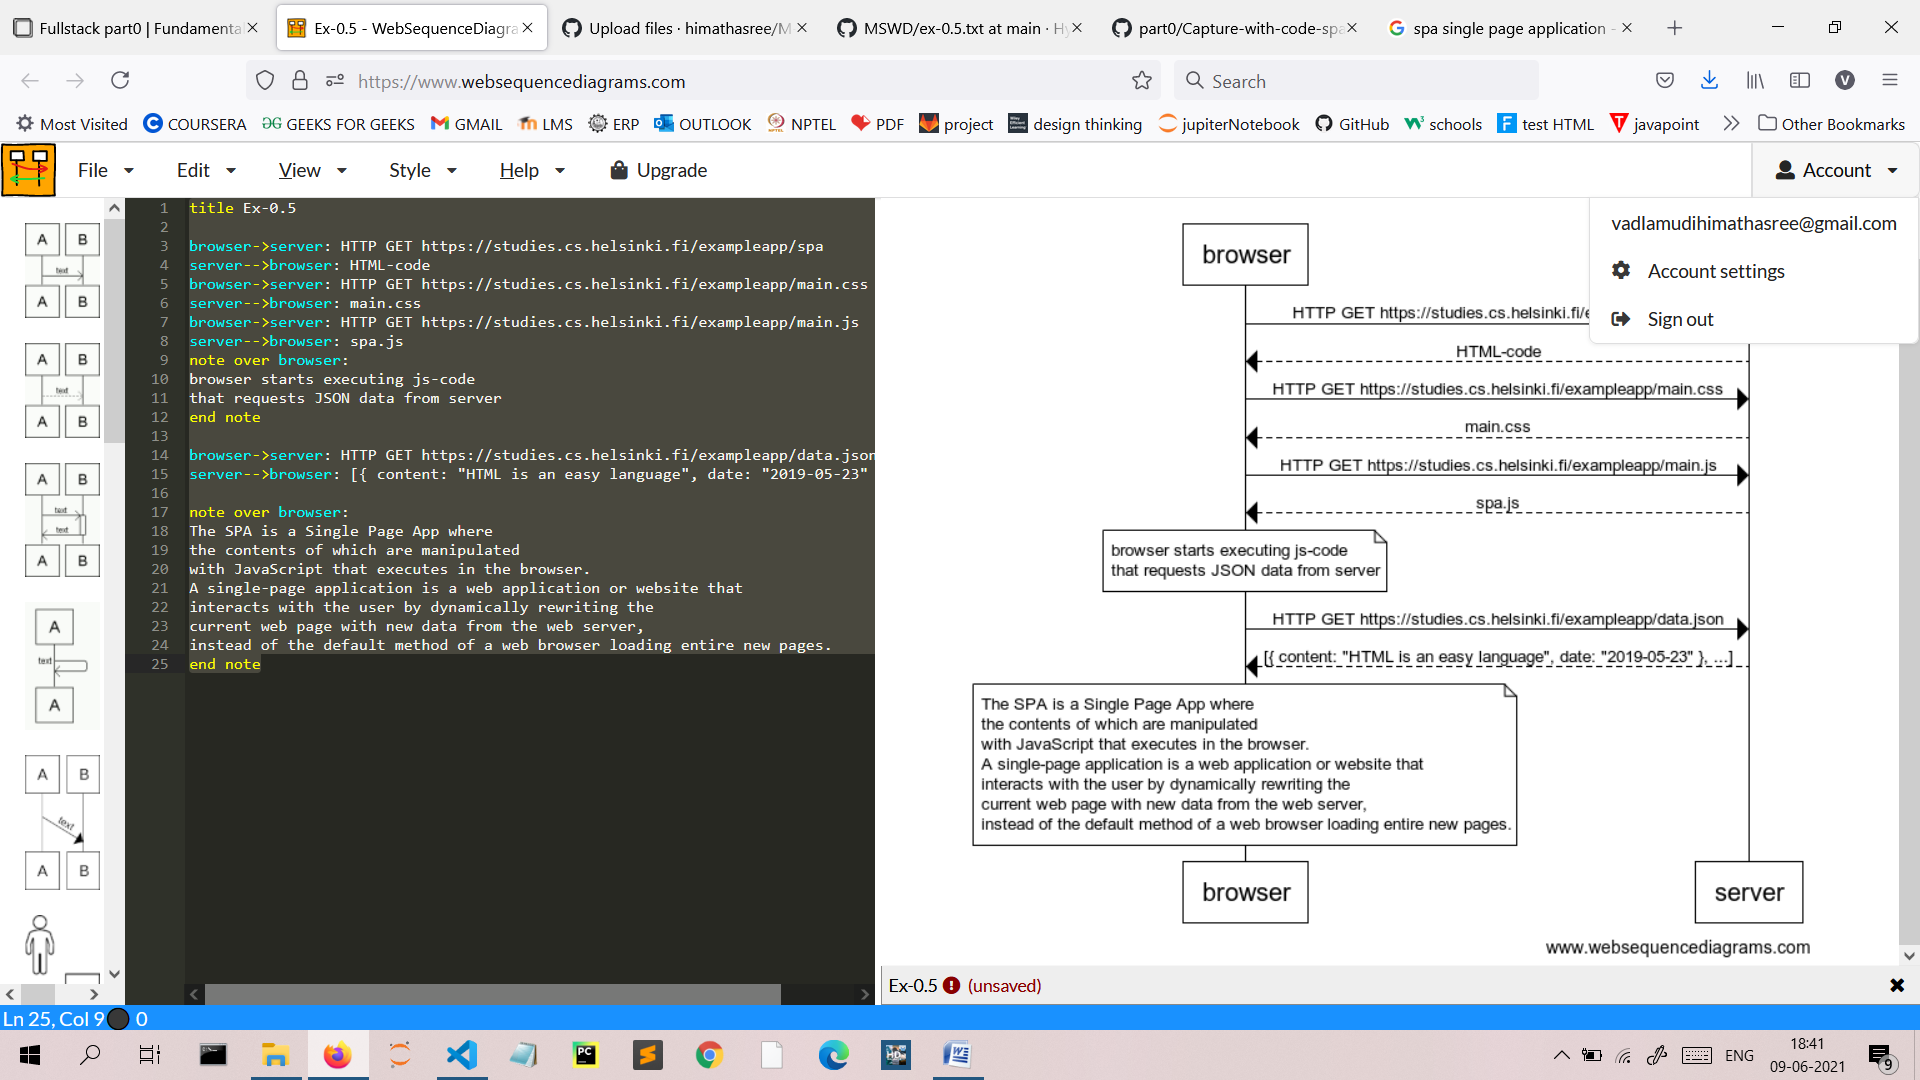 Fullstack part0 | Fundamenta
Ex-0.5 - WebSequenceDiagra
Upload files · himathasree/M
MSWD/ex-0.5.txt at main · Hy
part0/Capture-with-code-spa
spa single page application -
https://www.websequencediagrams.com
Search
V
Most Visited
COURSERA
GEEKS FOR GEEKS
GMAIL
LMS
ERP
OUTLOOK
NPTEL
PDF
project
design thinking
jupiterNotebook
GitHub
schools
test HTML
javapoint
Other Bookmarks
File
Edit
View
Style
Help
Upgrade
Account
vadlamudihimathasree@gmail.com
Account settings
Sign out
A B
text
A B
A B
text
A B
A B
text
text
A B
A
text
A
A B
text
A B
1 title Ex-0.5
2
3 browser->server: HTTP GET https://studies.cs.helsinki.fi/exampleapp/spa
4 server-->browser: HTML-code
5 browser->server: HTTP GET https://studies.cs.helsinki.fi/exampleapp/main.css
6 server-->browser: main.css
7 browser->server: HTTP GET https://studies.cs.helsinki.fi/exampleapp/main.js
8 server-->browser: spa.js
9 note over browser:
10 browser starts executing js-code
11 that requests JSON data from server
12 end note
13
14 browser->server: HTTP GET https://studies.cs.helsinki.fi/exampleapp/data.json
15 server-->browser: [{ content: "HTML is an easy language", date: "2019-05-23"
16
17 note over browser:
18 The SPA is a Single Page App where
19 the contents of which are manipulated
20 with JavaScript that executes in the browser.
21 A single-page application is a web application or website that
22 interacts with the user by dynamically rewriting the
23 current web page with new data from the web server,
24 instead of the default method of a web browser loading entire new pages.
25 end note
browser
HTTP GET https://studies.cs.helsinki.fi/e
HTML-code
HTTP GET https://studies.cs.helsinki.fi/exampleapp/main.css
main.css
HTTP GET https://studies.cs.helsinki.fi/exampleapp/main.js
spa.js
browser starts executing js-code
that requests JSON data from server
HTTP GET https://studies.cs.helsinki.fi/exampleapp/data.json
[{ content: "HTML is an easy language", date: "2019-05-23" }, ...]
The SPA is a Single Page App where
the contents of which are manipulated
with JavaScript that executes in the browser.
A single-page application is a web application or website that
interacts with the user by dynamically rewriting the
current web page with new data from the web server,
instead of the default method of a web browser loading entire new pages.
browser
server
www.websequencediagrams.com
Ex-0.5 (unsaved)
Ln 25, Col 9 0
ENG
18:41
09-06-2021
9